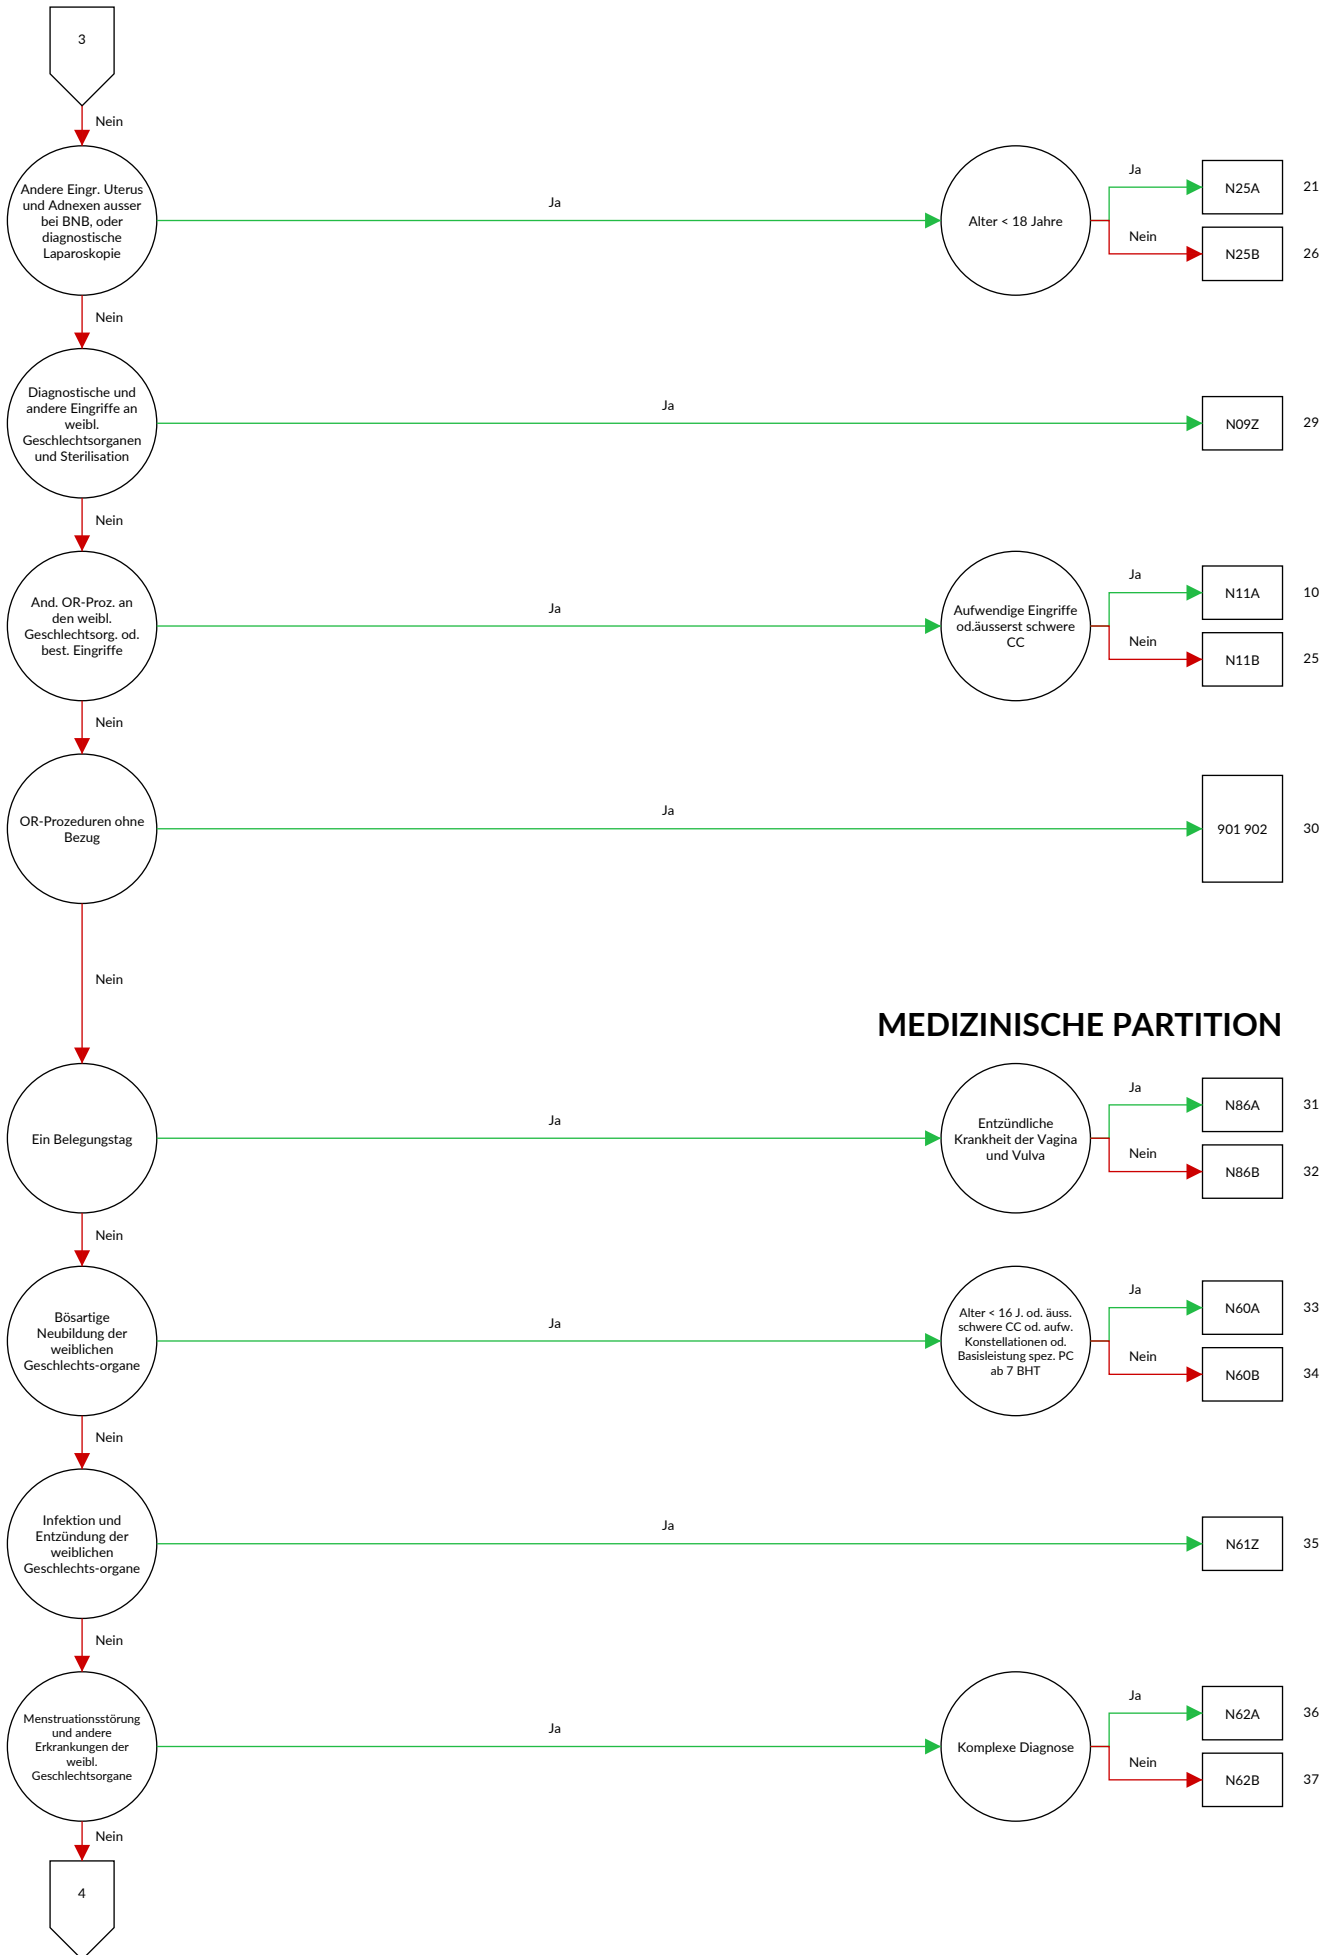 3
Nein
Andere Eingr. Uterus
und Adnexen ausser
bei BNB, oder
diagnostische
Laparoskopie
Ja
Alter < 18 Jahre
Ja
N25A
21
Nein
N25B
26
Nein
Diagnostische und
andere Eingriffe an
weibl.
Geschlechtsorganen
und Sterilisation
Ja
N09Z
29
Nein
And. OR-Proz. an
den weibl.
Geschlechtsorg. od.
best. Eingriffe
Ja
Aufwendige Eingriffe
od.äusserst schwere
CC
Ja
N11A
10
Nein
N11B
25
Nein
OR-Prozeduren ohne
Bezug
Ja
901 902
30
Nein
MEDIZINISCHE PARTITION
Ein Belegungstag
Ja
Entzündliche
Krankheit der Vagina
und Vulva
Ja
N86A
31
Nein
N86B
32
Nein
Bösartige
Neubildung der
weiblichen
Geschlechts-organe
Ja
Alter < 16 J. od. äuss.
schwere CC od. aufw.
Konstellationen od.
Basisleistung spez. PC
ab 7 BHT
Ja
N60A
33
Nein
N60B
34
Nein
Infektion und
Entzündung der
weiblichen
Geschlechts-organe
Ja
N61Z
35
Nein
Menstruationsstörung
und andere
Erkrankungen der
weibl.
Geschlechtsorgane
Ja
Komplexe Diagnose
Ja
N62A
36
Nein
N62B
37
Nein
4